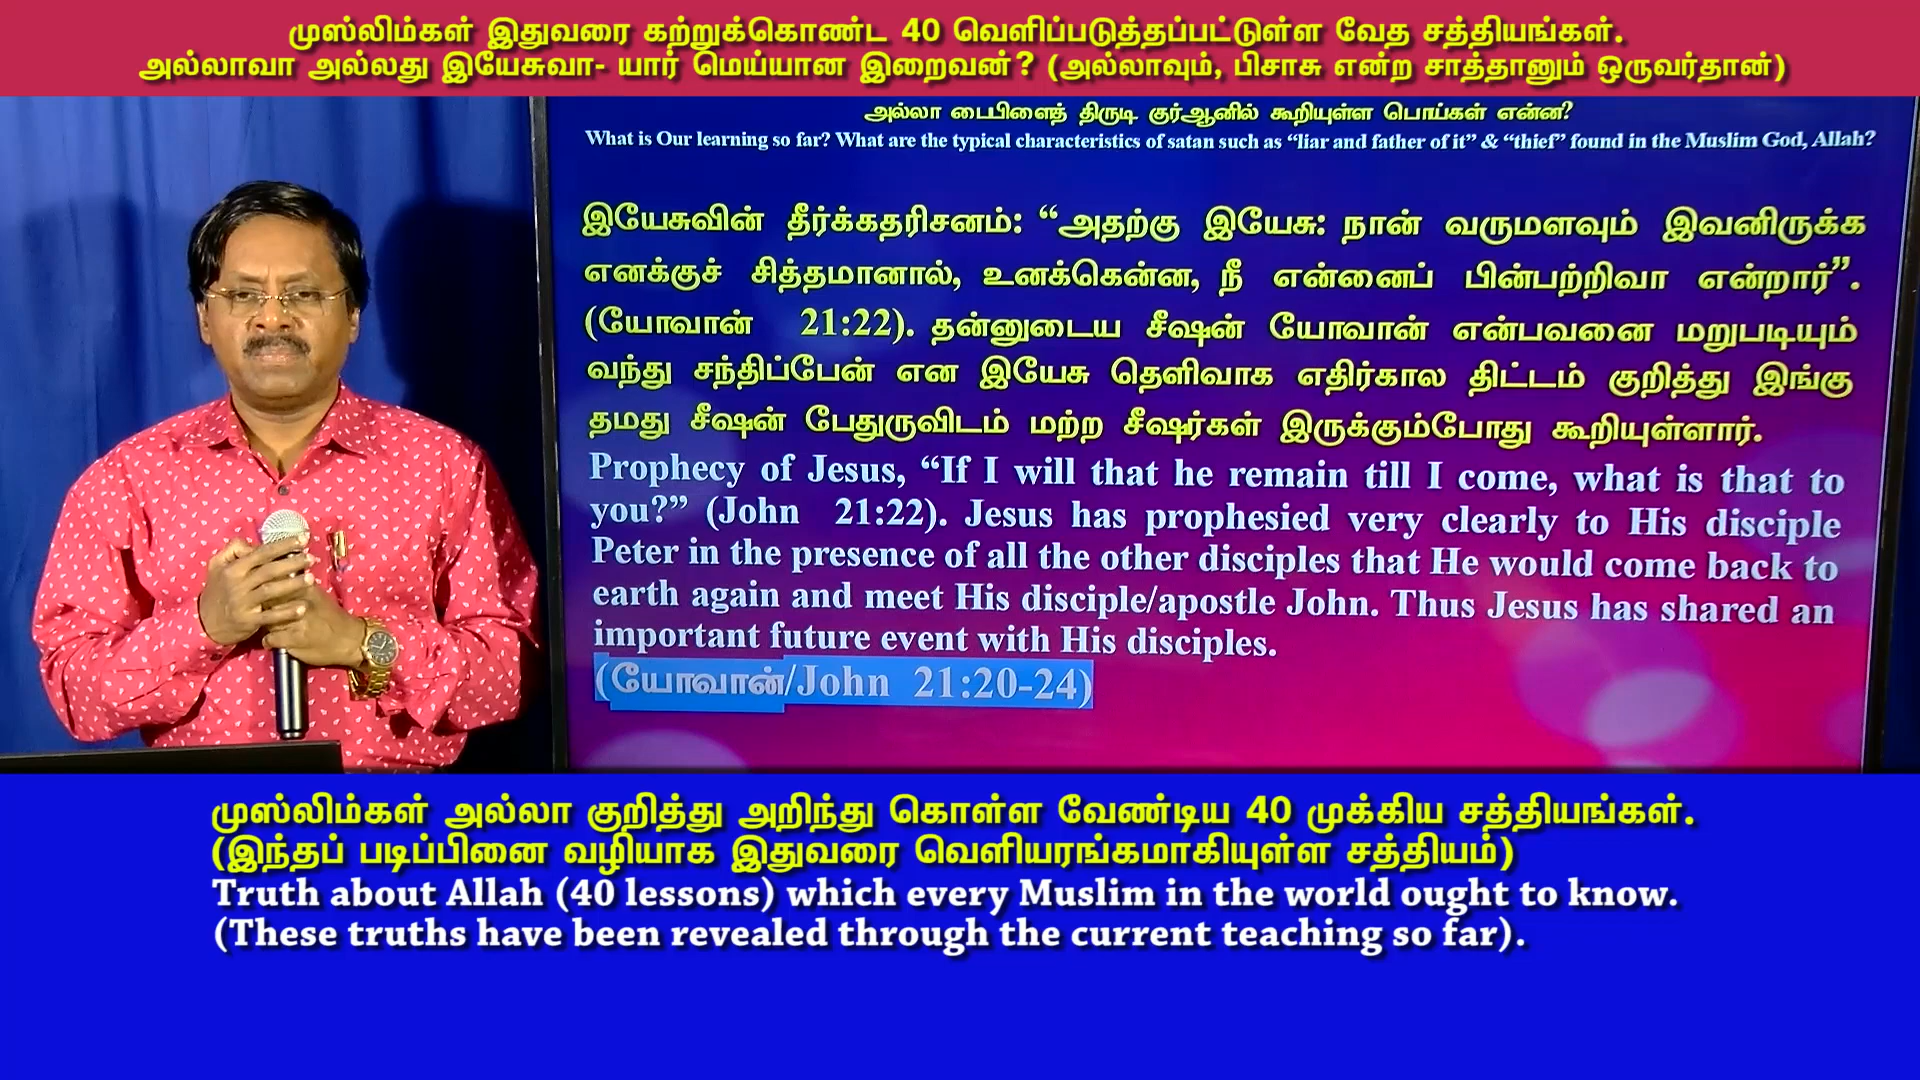 முஸ்லிம்கள் இதுவரை கற்றுக்கொண்ட 40 வெளிப்படுத்தப்பட்டுள்ள வேத சத்தியங்கள்.
அல்லாவா அல்லது இயேசுவா- யார் மெய்யான இறைவன்? (அல்லாவும், பிசாசு என்ற சாத்தானும் ஒருவர்தான்)
அல்லா பைபிளைத் திருடி குர்ஆனில் கூறியுள்ள பொய்கள் என்ன?
What is Our learning so far? What are the typical characteristics of satan such as “liar and father of it” & “thief” found in the Muslim God, Allah?
இயேசுவின் தீர்க்கதரிசனம்: “அதற்கு இயேசு: நான் வருமளவும் இவனிருக்க
எனக்குச் சித்தமானால், உனக்கென்ன, நீ என்னைப் பின்பற்றிவா என்றார்”.
(யோவான் 21:22). தன்னுடைய சீஷன் யோவான் என்பவனை மறுபடியும்
வந்து சந்திப்பேன் என இயேசு தெளிவாக எதிர்கால திட்டம் குறித்து இங்கு
தமது சீஷன் பேதுருவிடம் மற்ற சீஷர்கள் இருக்கும்போது கூறியுள்ளார்.
Prophecy of Jesus, “If I will that he remain till I come, what is that to
you?” (John 21:22). Jesus has prophesied very clearly to His disciple
Peter in the presence of all the other disciples that He would come back to
earth again and meet His disciple/apostle John. Thus Jesus has shared an
important future event with His disciples.
(யோவான்/John 21:20-24)
முஸ்லிம்கள் அல்லா குறித்து அறிந்து கொள்ள வேண்டிய 40 முக்கிய சத்தியங்கள்.
(இந்தப் படிப்பினை வழியாக இதுவரை வெளியரங்கமாகியுள்ள சத்தியம்)
Truth about Allah (40 lessons) which every Muslim in the world ought to know.
(These truths have been revealed through the current teaching so far).